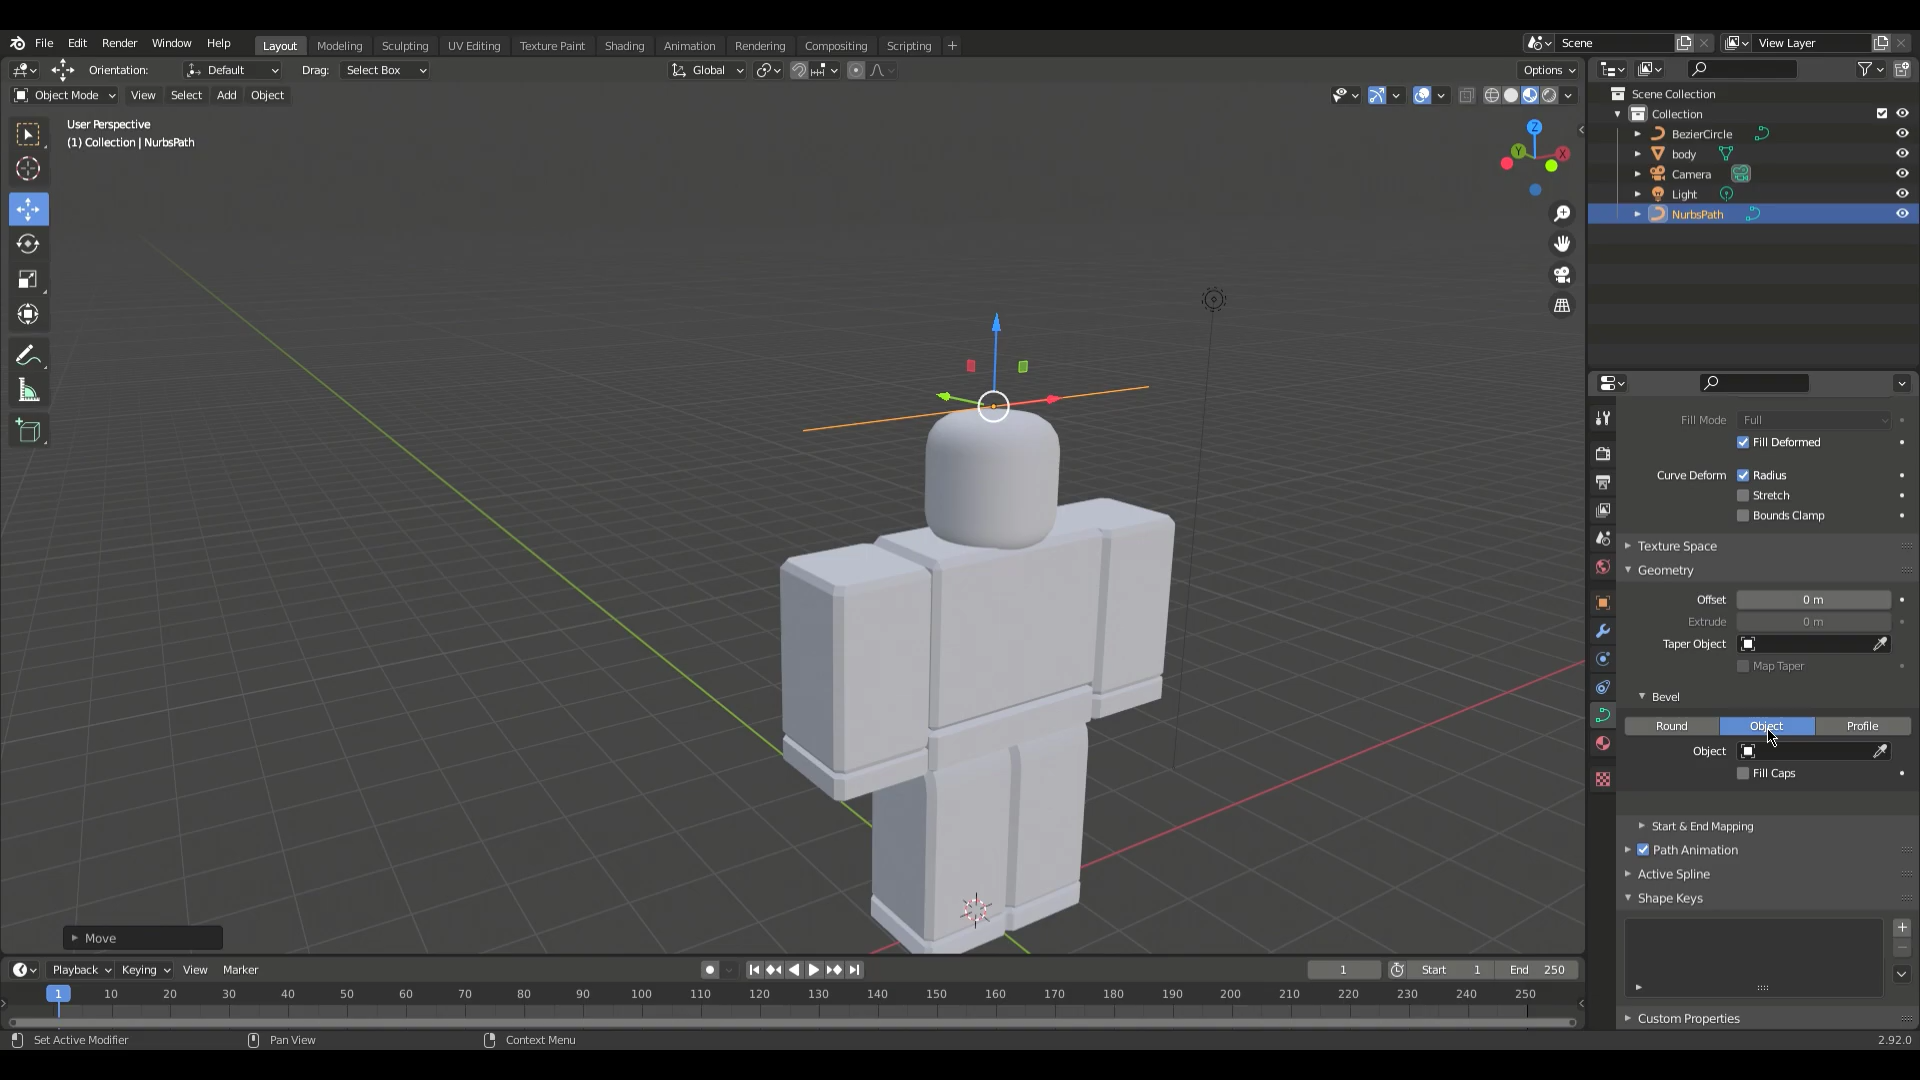 File Edit Render Window Help Layout Modeling Sculpting UV Editing Texture Paint Shading Animation Rendering Compositing Scripting + Scene View Layer
Orientation: Default Drag: Select Box Global Options
Object Mode View Select Add Object
User Perspective
(1) Collection | NurbsPath
Z
Y
X
Scene Collection
Collection
BezierCircle
body
Camera
Light
NurbsPath
Fill Mode Full
Fill Deformed
Curve Deform Radius
Stretch
Bounds Clamp
Texture Space
Geometry
Offset 0 m
Extrude 0 m
Taper Object
Map Taper
Bevel
Round Object Profile
Object
Fill Caps
Start & End Mapping
Path Animation
Active Spline
Shape Keys
Custom Properties
Move
Playback Keying View Marker 1 Start 1 End 250
1 10 20 30 40 50 60 70 80 90 100 110 120 130 140 150 160 170 180 190 200 210 220 230 240 250
Set Active Modifier Pan View Context Menu 2.92.0